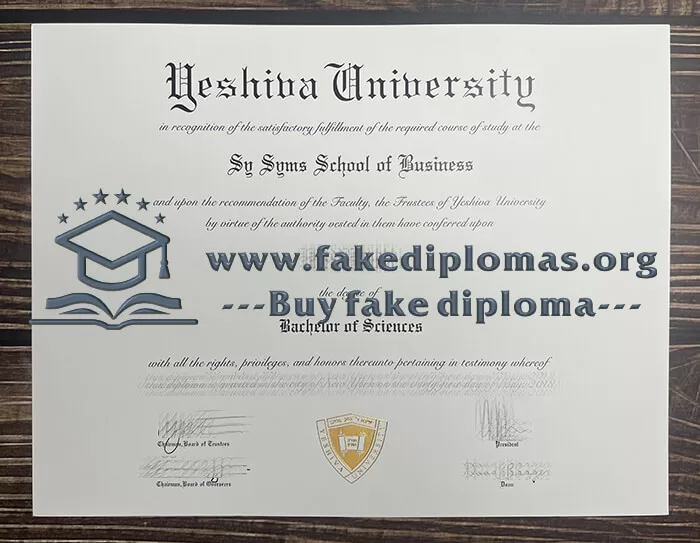 Yeshiva University
in recognition of the satisfactory fulfillment of the required course of study at the
Sy Syms School of Business
and upon the recommendation of the Faculty, the Trustees of Yeshiva University
by virtue of the authority vested in them have conferred upon
www.fakediplomas.org
the degree of
---Buy fake diploma---
Bachelor of Sciences
with all the rights, privileges, and honors thereunto pertaining in testimony whereof
Chairman, Board of Trustees
President
YESHIVA UNIVERSITY
Chairman, Board of Overseers
Dean